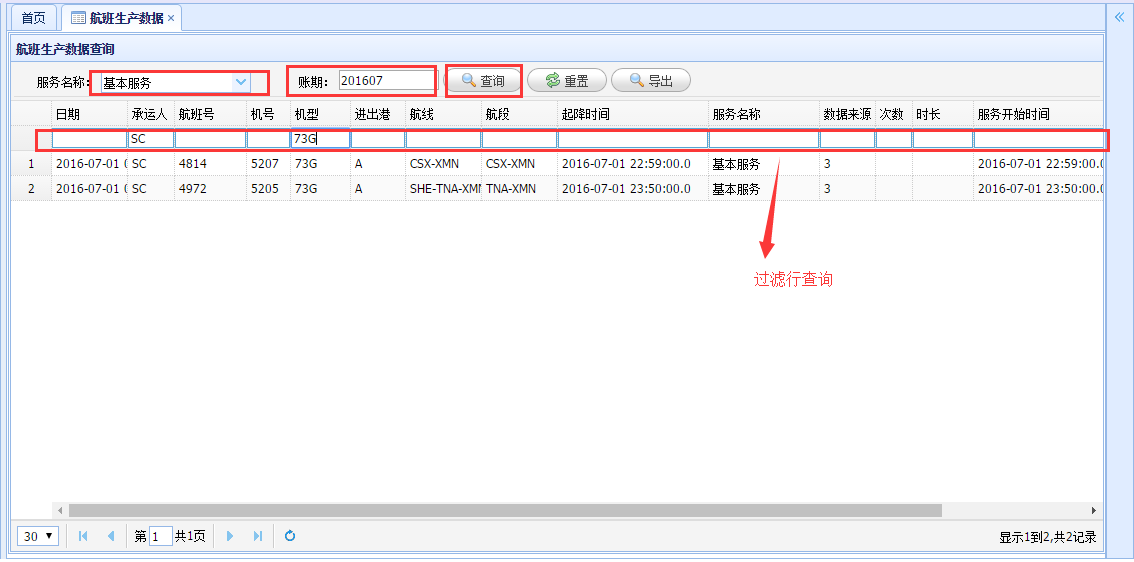 首页 航班生产数据 ×
航班生产数据查询
服务名称: 基本服务 账期: 201607 查询 重置 导出
日期 承运人 航班号 机号 机型 进出港 航线 航段 起降时间 服务名称 数据来源 次数 时长 服务开始时间
SC 73G
1 2016-07-01 SC 4814 5207 73G A CSX-XMN CSX-XMN 2016-07-01 22:59:00.0 基本服务 3 2016-07-01 22:59:00.0
2 2016-07-01 SC 4972 5205 73G A SHE-TNA-XMN TNA-XMN 2016-07-01 23:50:00.0 基本服务 3 2016-07-01 23:50:00.0
过滤行查询
30 第 1 共1页 显示1到2,共2记录